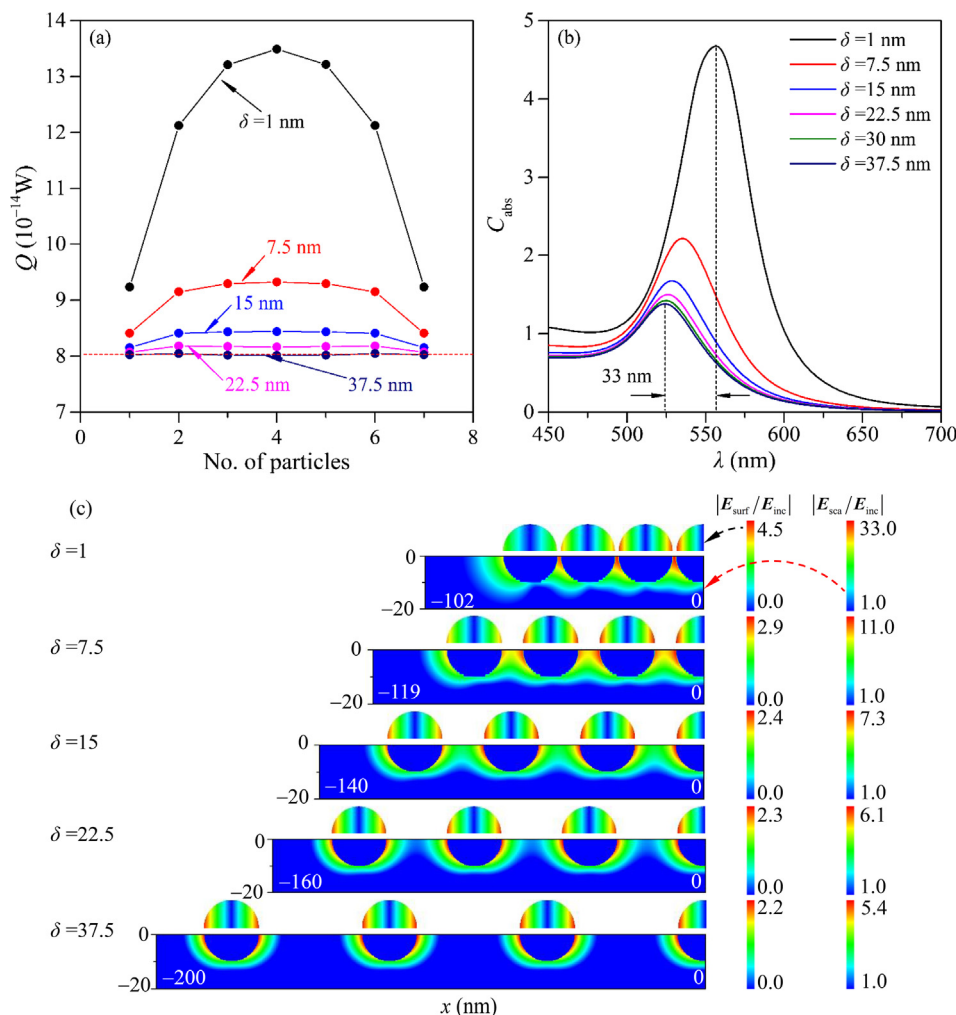 (a)
14
13
12
11
10
9
8
7
Q (10⁻¹⁴W)
δ =1 nm
7.5 nm
15 nm
22.5 nm
37.5 nm
0 2 4 6 8
No. of particles
(b)
5
4
3
2
1
0
C_abs
δ =1 nm
δ =7.5 nm
δ =15 nm
δ =22.5 nm
δ =30 nm
δ =37.5 nm
33 nm
450 500 550 600 650 700
λ (nm)
(c)
|E_surf / E_inc| |E_sca / E_inc|
δ =1
0
−20
−102 0
4.5 33.0
0.0 1.0
δ =7.5
0
−20
−119 0
2.9 11.0
0.0 1.0
δ =15
0
−20
−140 0
2.4 7.3
0.0 1.0
δ =22.5
0
−20
−160 0
2.3 6.1
0.0 1.0
δ =37.5
0
−20
−200 0
2.2 5.4
0.0 1.0
x (nm)